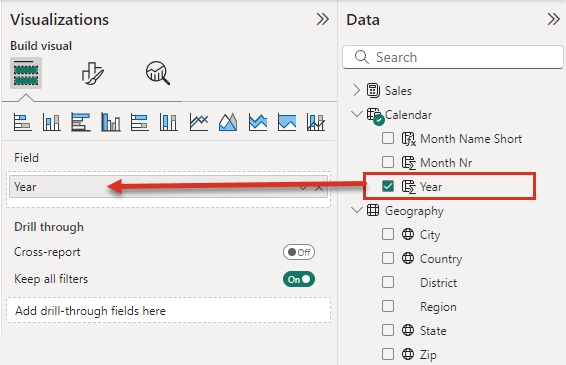 Visualizations
Build visual
Field
Year
Drill through
Cross-report
Off
Keep all filters
On
Add drill-through fields here
Data
Search
Sales
Calendar
Month Name Short
Month Nr
Year
Geography
City
Country
District
Region
State
Zip